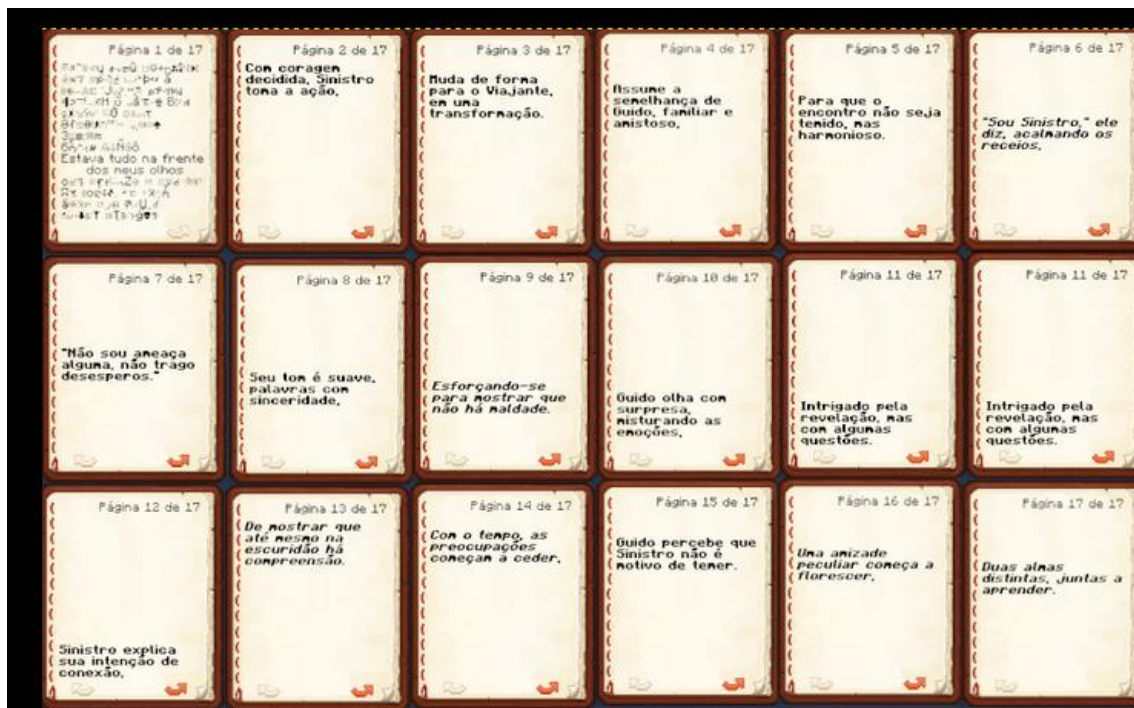 Página 1 de 17
Estava tudo na frente
dos meus olhos
Página 2 de 17
Com coragem
decidida, Sinistro
toma a ação,
Página 3 de 17
Muda de forma
para o Viajante,
em uma
transformação.
Página 4 de 17
Assume a
semelhança de
Guido, familiar e
amistoso,
Página 5 de 17
Para que o
encontro não seja
temido, mas
harmonioso.
Página 6 de 17
"Sou Sinistro," ele
diz, acalmando os
receios,
Página 7 de 17
"Não sou ameaça
alguma, não trago
desesperos."
Página 8 de 17
Seu tom é suave,
palavras com
sinceridade,
Página 9 de 17
Esforçando-se
para mostrar que
não há maldade.
Página 10 de 17
Guido olha com
surpresa,
misturando as
emoções,
Página 11 de 17
Intrigado pela
revelação, mas
com algumas
questões.
Página 11 de 17
Intrigado pela
revelação, mas
com algumas
questões.
Página 12 de 17
Sinistro explica
sua intenção de
conexão,
Página 13 de 17
De mostrar que
até mesmo na
escuridão há
compreensão.
Página 14 de 17
Com o tempo, as
preocupações
começam a ceder,
Página 15 de 17
Guido percebe que
Sinistro não é
motivo de temer.
Página 16 de 17
Uma amizade
peculiar começa a
florescer,
Página 17 de 17
Duas almas
distintas, juntas a
aprender.